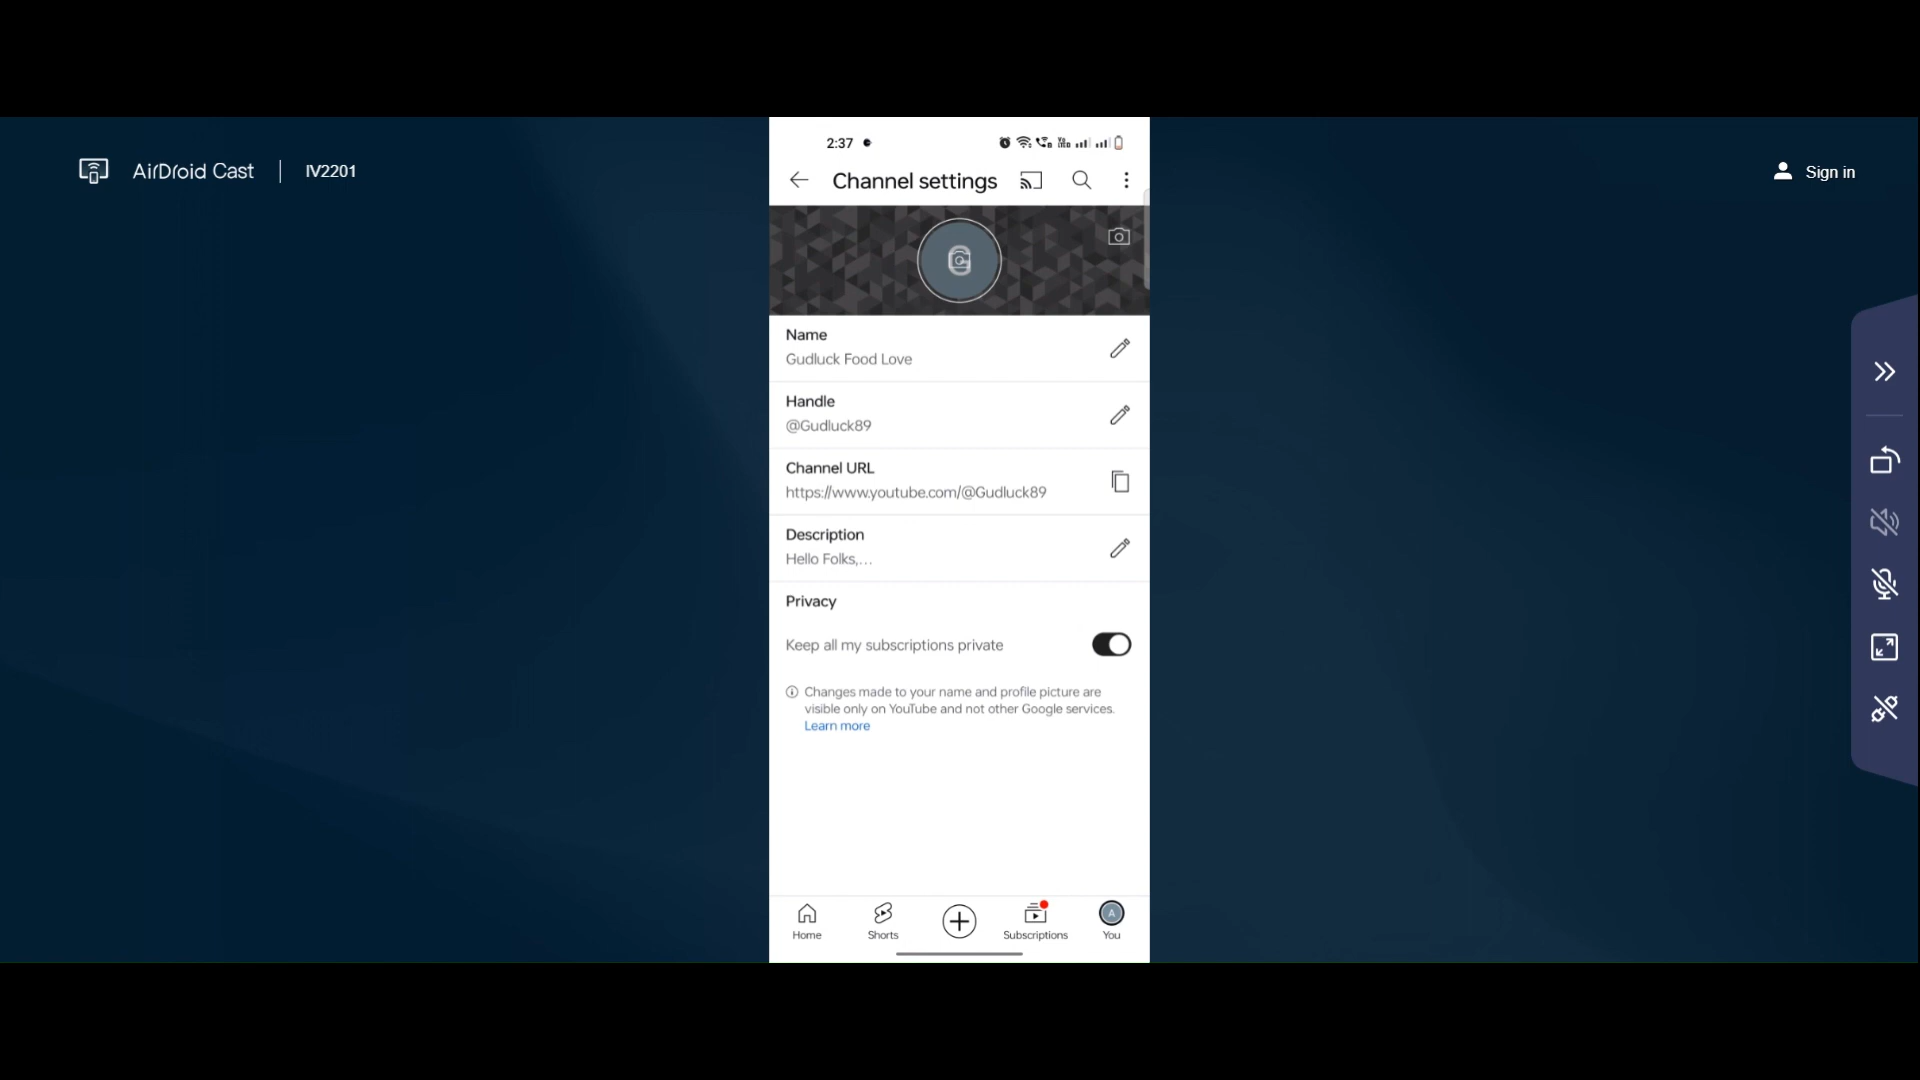 AirDroid Cast | IV2201
Sign in
2:37
Channel settings
Name
Gudluck Food Love
Handle
@Gudluck89
Channel URL
https://www.youtube.com/@Gudluck89
Description
Hello Folks,...
Privacy
Keep all my subscriptions private
Changes made to your name and profile picture are
visible only on YouTube and not other Google services.
Learn more
Home
Shorts
Subscriptions
A
You